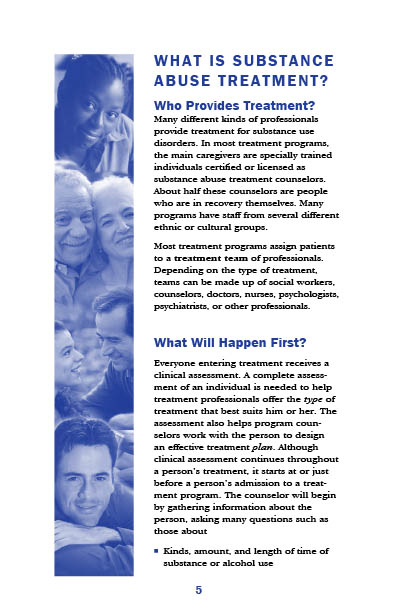 WHAT IS SUBSTANCE
ABUSE TREATMENT?
Who Provides Treatment?
Many different kinds of professionals
provide treatment for substance use
disorders. In most treatment programs,
the main caregivers are specially trained
individuals certified or licensed as
substance abuse treatment counselors.
About half these counselors are people
who are in recovery themselves. Many
programs have staff from several different
ethnic or cultural groups.
Most treatment programs assign patients
to a treatment team of professionals.
Depending on the type of treatment,
teams can be made up of social workers,
counselors, doctors, nurses, psychologists,
psychiatrists, or other professionals.
What Will Happen First?
Everyone entering treatment receives a
clinical assessment. A complete assess-
ment of an individual is needed to help
treatment professionals offer the type of
treatment that best suits him or her. The
assessment also helps program coun-
selors work with the person to design
an effective treatment plan. Although
clinical assessment continues throughout
a person's treatment, it starts at or just
before a person's admission to a treat-
ment program. The counselor will begin
by gathering information about the
person, asking many questions such as
those about
■ Kinds, amount, and length of time of
substance or alcohol use
5